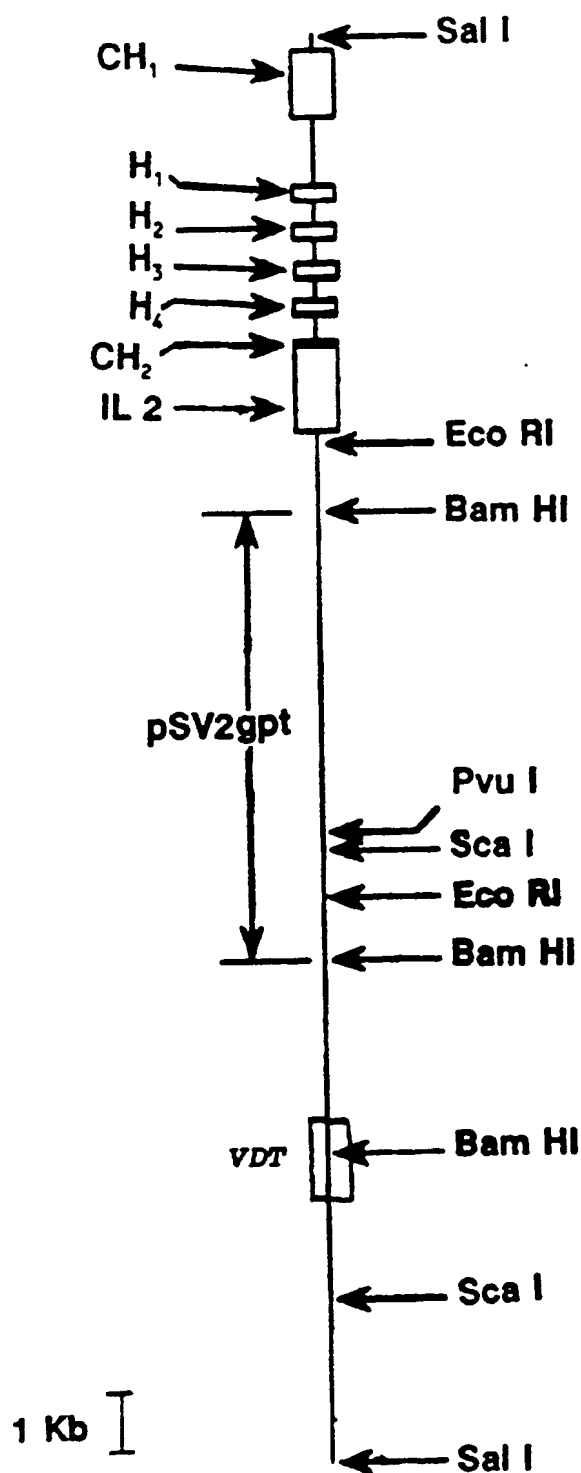 Sal I
CH₁
H₁
H₂
H₃
H₄
CH₂
IL 2
Eco RI
Bam HI
pSV2gpt
Pvu I
Sca I
Eco RI
Bam HI
VDT
Bam HI
Sca I
1 Kb
Sal I